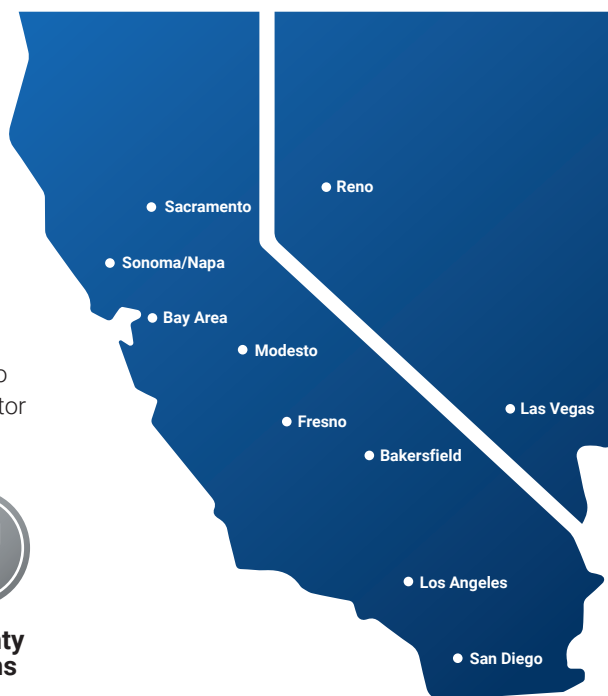 Reno
Sacramento
Sonoma/Napa
Bay Area
Modesto
Las Vegas
Fresno
Bakersfield
Los Angeles
San Diego